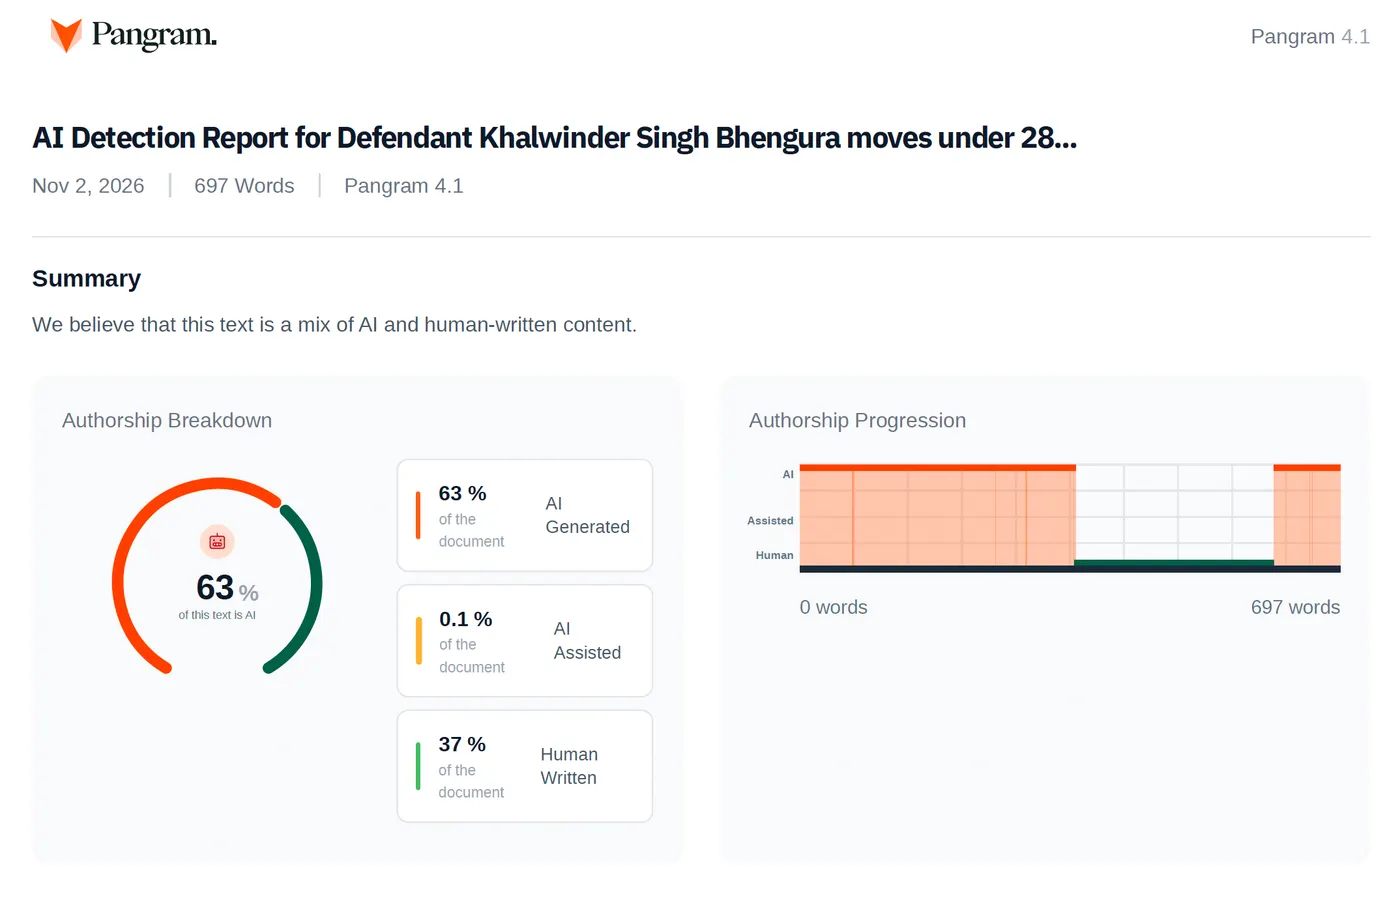 Pangram.
Pangram 4.1
AI Detection Report for Defendant Khalwinder Singh Bhengura moves under 28...
Nov 2, 2026 | 697 Words | Pangram 4.1
Summary
We believe that this text is a mix of AI and human-written content.
Authorship Breakdown
63 %
of this text is AI
63 %
of the
document
AI
Generated
0.1 %
of the
document
AI
Assisted
37 %
of the
document
Human
Written
Authorship Progression
AI
Assisted
Human
0 words
697 words